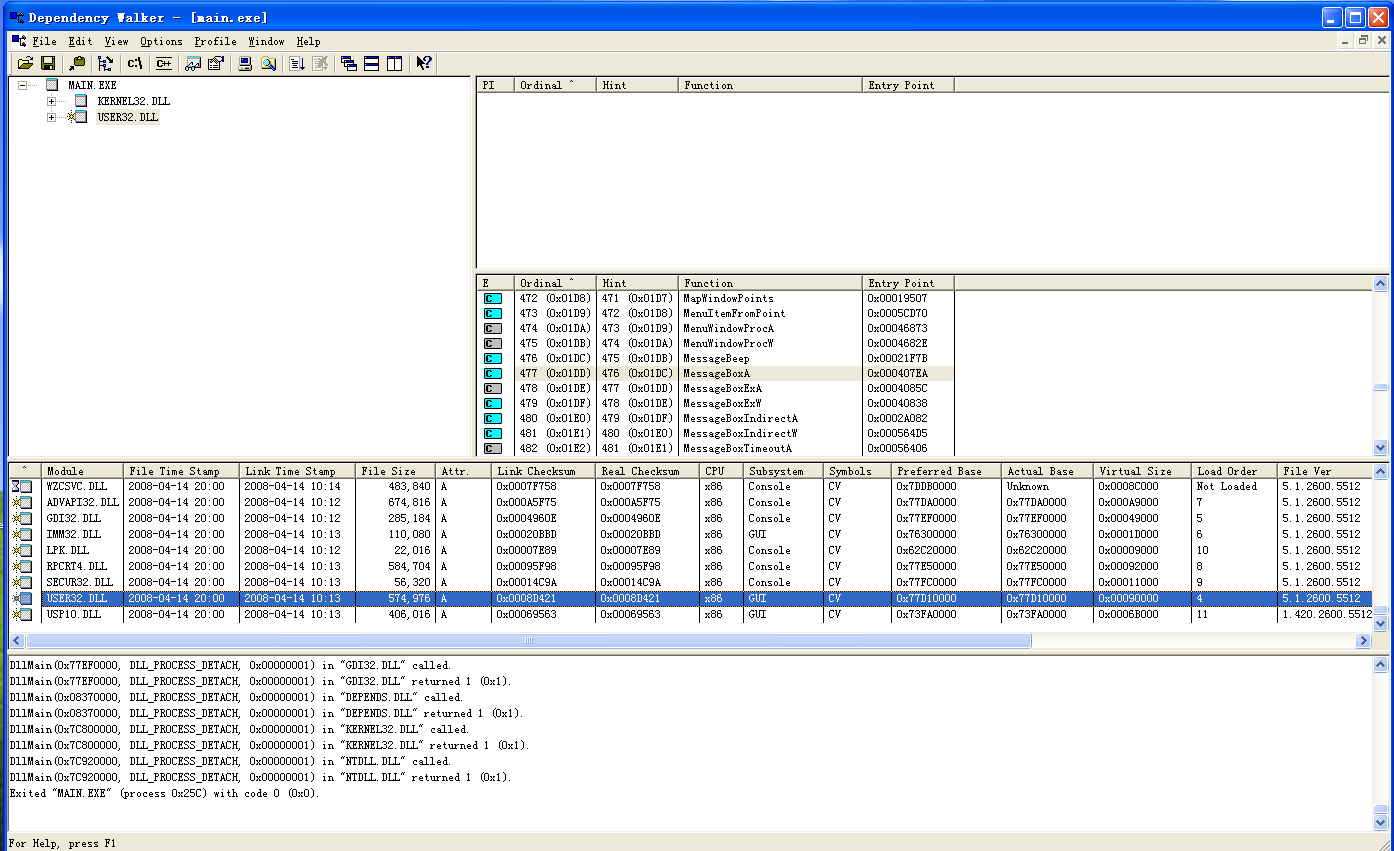 Dependency Walker - [main.exe]
File Edit View Options Profile Window Help
C:\ C++
MAIN.EXE
KERNEL32.DLL
USER32.DLL
PI Ordinal ^ Hint Function Entry Point
E Ordinal ^ Hint Function Entry Point
C 472 (0x01D8) 471 (0x01D7) MapWindowPoints 0x00019507
C 473 (0x01D9) 472 (0x01D8) MenuItemFromPoint 0x0005CD70
C 474 (0x01DA) 473 (0x01D9) MenuWindowProcA 0x00046873
C 475 (0x01DB) 474 (0x01DA) MenuWindowProcW 0x0004682E
C 476 (0x01DC) 475 (0x01DB) MessageBeep 0x00021F7B
C 477 (0x01DD) 476 (0x01DC) MessageBoxA 0x000407EA
C 478 (0x01DE) 477 (0x01DD) MessageBoxExA 0x0004085C
C 479 (0x01DF) 478 (0x01DE) MessageBoxExW 0x00040838
C 480 (0x01E0) 479 (0x01DF) MessageBoxIndirectA 0x0002A082
C 481 (0x01E1) 480 (0x01E0) MessageBoxIndirectW 0x000564D5
C 482 (0x01E2) 481 (0x01E1) MessageBoxTimeoutA 0x00056406
^ Module File Time Stamp Link Time Stamp File Size Attr. Link Checksum Real Checksum CPU Subsystem Symbols Preferred Base Actual Base Virtual Size Load Order File Ver
WZCSVC.DLL 2008-04-14 20:00 2008-04-14 10:14 483,840 A 0x0007F758 0x0007F758 x86 Console CV 0x7DDB0000 Unknown 0x0008C000 Not Loaded 5.1.2600.5512
ADVAPI32.DLL 2008-04-14 20:00 2008-04-14 10:12 674,816 A 0x000A5F75 0x000A5F75 x86 Console CV 0x77DA0000 0x77DA0000 0x000A9000 7 5.1.2600.5512
GDI32.DLL 2008-04-14 20:00 2008-04-14 10:12 285,184 A 0x0004960E 0x0004960E x86 Console CV 0x77EF0000 0x77EF0000 0x00049000 5 5.1.2600.5512
IMM32.DLL 2008-04-14 20:00 2008-04-14 10:13 110,080 A 0x00020BBD 0x00020BBD x86 GUI CV 0x76300000 0x76300000 0x0001D000 6 5.1.2600.5512
LPK.DLL 2008-04-14 20:00 2008-04-14 10:12 22,016 A 0x00007E89 0x00007E89 x86 Console CV 0x62C20000 0x62C20000 0x00009000 10 5.1.2600.5512
RPCRT4.DLL 2008-04-14 20:00 2008-04-14 10:13 584,704 A 0x00095F98 0x00095F98 x86 Console CV 0x77E50000 0x77E50000 0x00092000 8 5.1.2600.5512
SECUR32.DLL 2008-04-14 20:00 2008-04-14 10:13 56,320 A 0x00014C9A 0x00014C9A x86 Console CV 0x77FC0000 0x77FC0000 0x00011000 9 5.1.2600.5512
USER32.DLL 2008-04-14 20:00 2008-04-14 10:13 574,976 A 0x0008D421 0x0008D421 x86 GUI CV 0x77D10000 0x77D10000 0x00090000 4 5.1.2600.5512
USP10.DLL 2008-04-14 20:00 2008-04-14 10:13 406,016 A 0x00069563 0x00069563 x86 GUI CV 0x73FA0000 0x73FA0000 0x0006B000 11 1.420.2600.5512
DllMain(0x77EF0000, DLL_PROCESS_DETACH, 0x00000001) in "GDI32.DLL" called.
DllMain(0x77EF0000, DLL_PROCESS_DETACH, 0x00000001) in "GDI32.DLL" returned 1 (0x1).
DllMain(0x08370000, DLL_PROCESS_DETACH, 0x00000001) in "DEPENDS.DLL" called.
DllMain(0x08370000, DLL_PROCESS_DETACH, 0x00000001) in "DEPENDS.DLL" returned 1 (0x1).
DllMain(0x7C800000, DLL_PROCESS_DETACH, 0x00000001) in "KERNEL32.DLL" called.
DllMain(0x7C800000, DLL_PROCESS_DETACH, 0x00000001) in "KERNEL32.DLL" returned 1 (0x1).
DllMain(0x7C920000, DLL_PROCESS_DETACH, 0x00000001) in "NTDLL.DLL" called.
DllMain(0x7C920000, DLL_PROCESS_DETACH, 0x00000001) in "NTDLL.DLL" returned 1 (0x1).
Exited "MAIN.EXE" (process 0x25C) with code 0 (0x0).
For Help, press F1